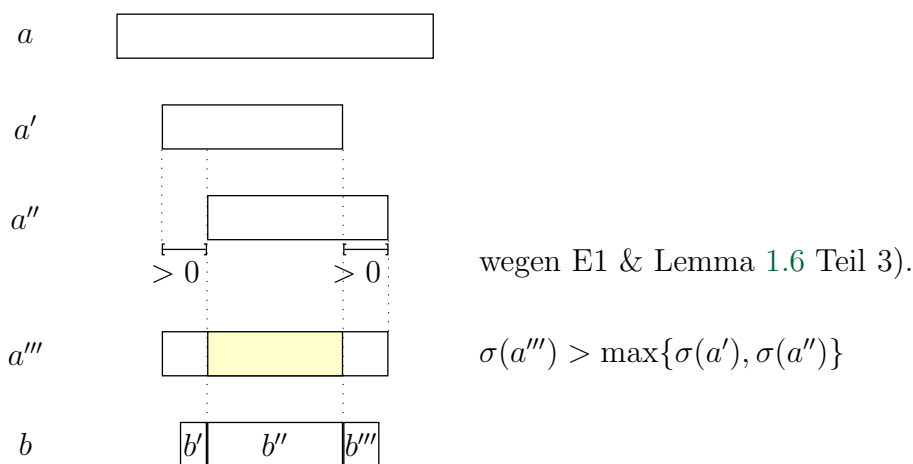 a
a′
a″
> 0 > 0
wegen E1 & Lemma 1.6 Teil 3).
a‴ σ(a‴) > max{σ(a′), σ(a″)}
b b′ b″ b‴